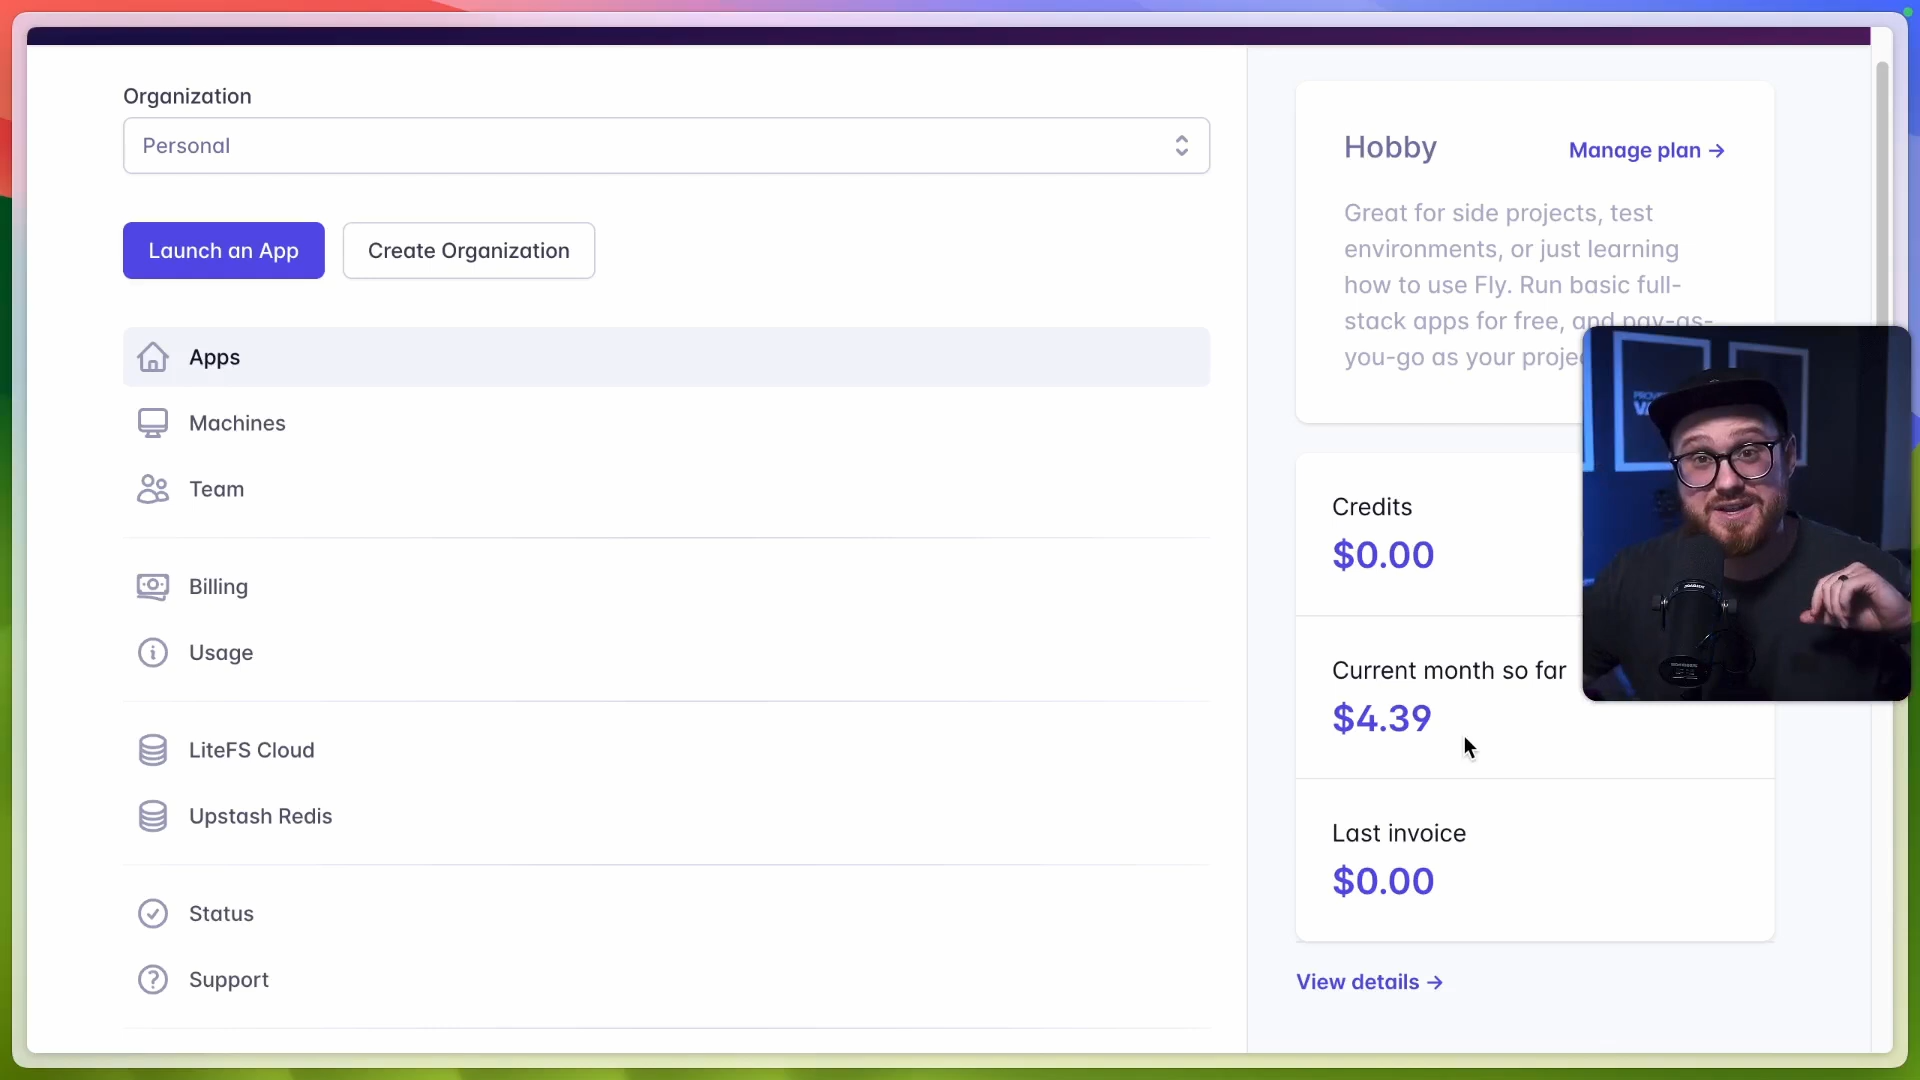 Organization
Personal
Launch an App
Create Organization
Apps
Machines
Team
Billing
Usage
LiteFS Cloud
Upstash Redis
Status
Support
Hobby
Manage plan →
Great for side projects, test
environments, or just learning
how to use Fly. Run basic full-
stack apps for free, and pay-as-
you-go as your
Credits
$0.00
Current month so far
$4.39
Last invoice
$0.00
View details →